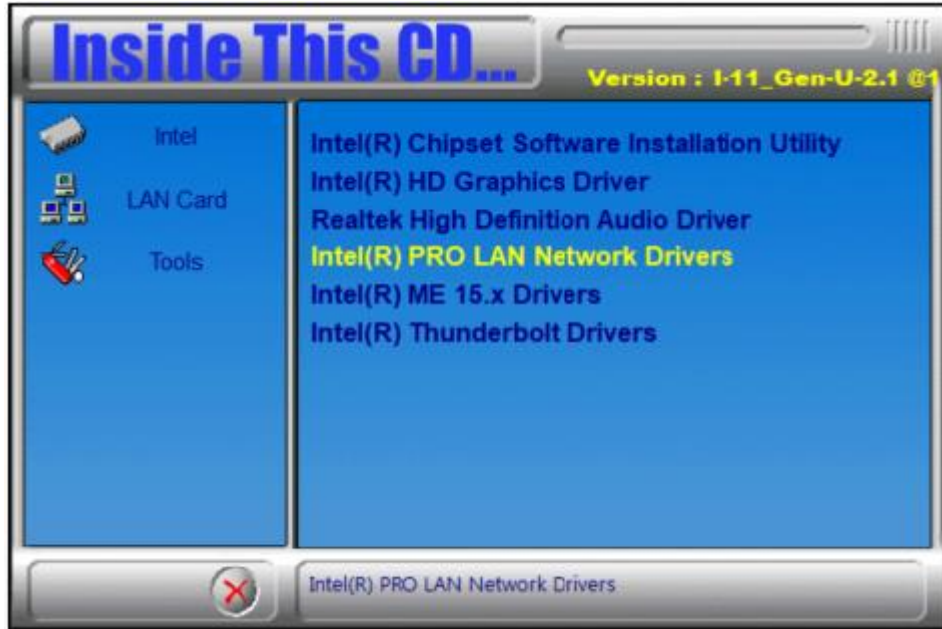 Inside This CD...
Version : I-11_Gen-U-2.1 @1
Intel
LAN Card
Tools
Intel(R) Chipset Software Installation Utility
Intel(R) HD Graphics Driver
Realtek High Definition Audio Driver
Intel(R) PRO LAN Network Drivers
Intel(R) ME 15.x Drivers
Intel(R) Thunderbolt Drivers
Intel(R) PRO LAN Network Drivers